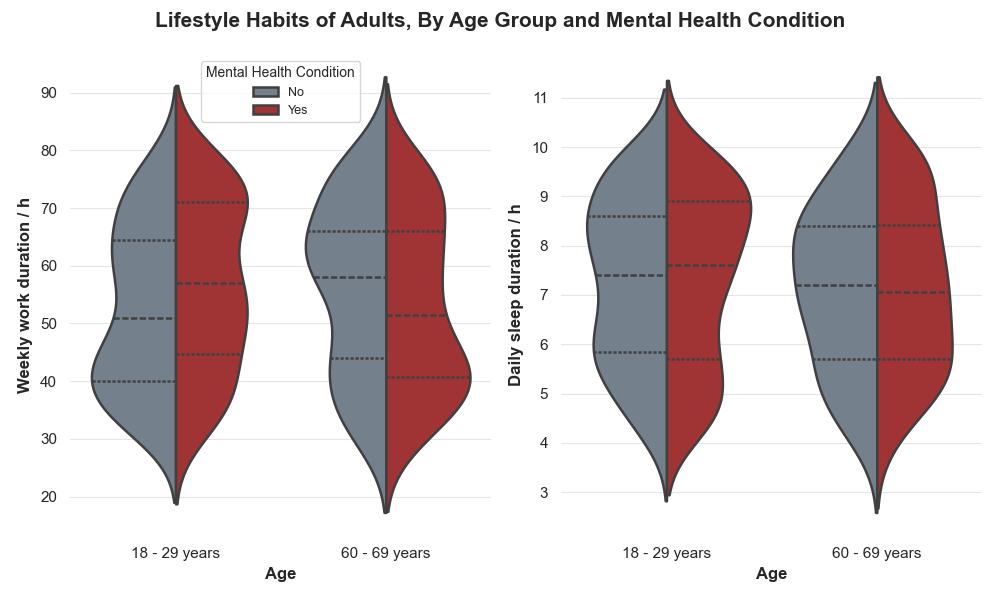 Lifestyle Habits of Adults, By Age Group and Mental Health Condition
Mental Health Condition
No
Yes
Weekly work duration / h
90
80
70
60
50
40
30
20
18 - 29 years
60 - 69 years
Age
Daily sleep duration / h
11
10
9
8
7
6
5
4
3
18 - 29 years
60 - 69 years
Age